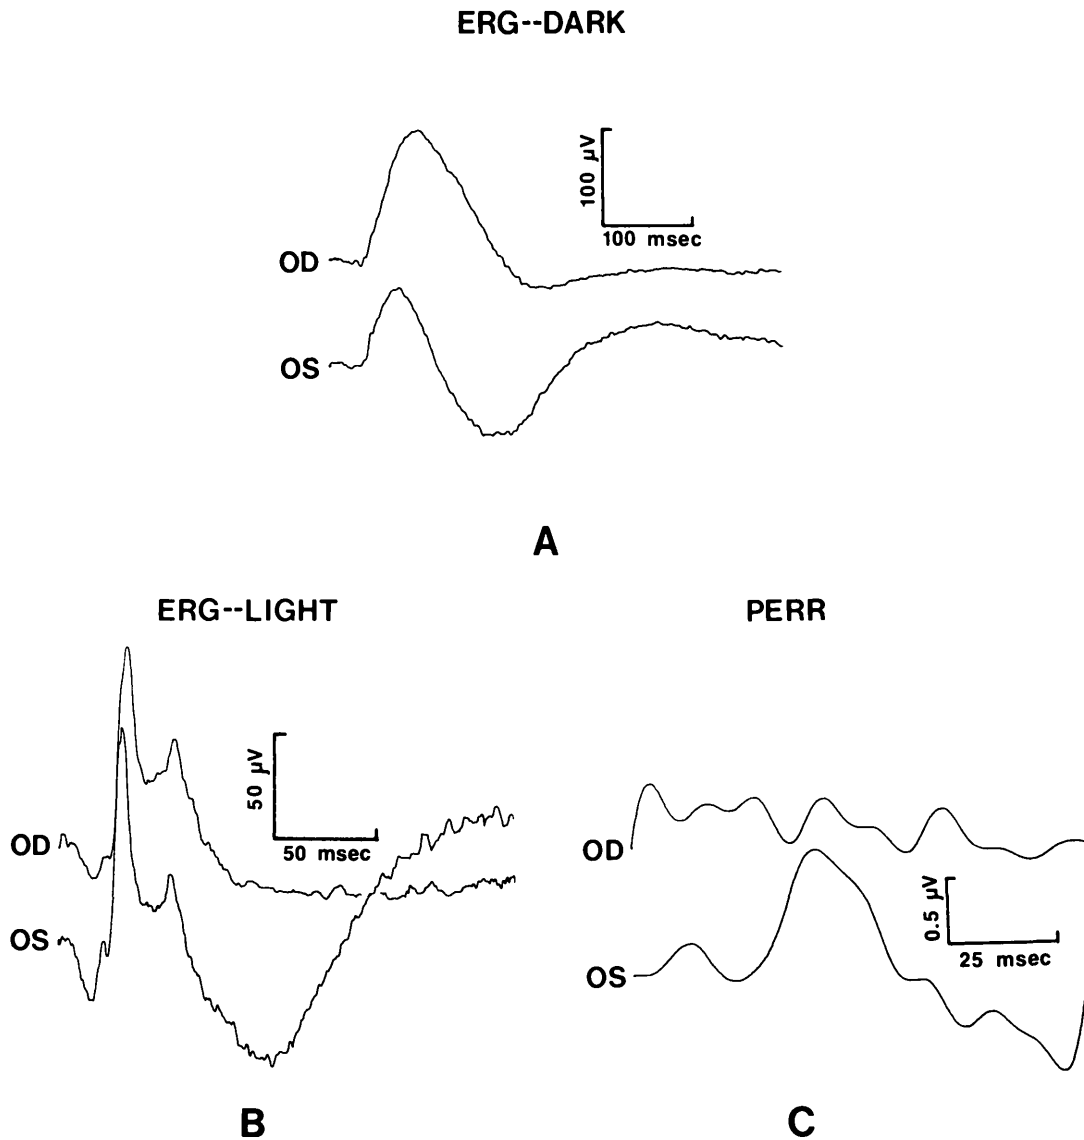 ERG--DARK
100 µV
100 msec
OD
OS
A
ERG--LIGHT
PERR
50 µV
50 msec
OD
OS
OD
0.5 µV
25 msec
OS
B
C